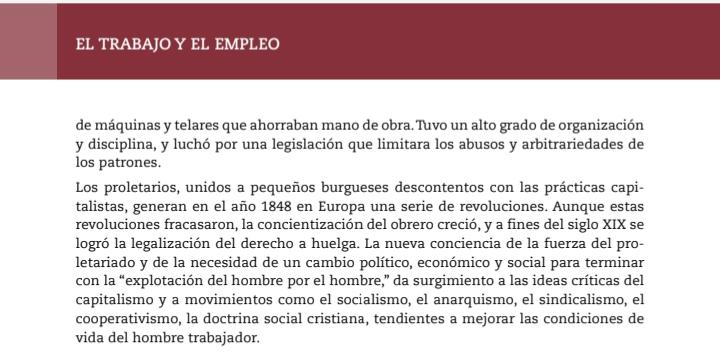 EL TRABAJO Y EL EMPLEO
de máquinas y telares que ahorraban mano de obra. Tuvo un alto grado de organización
y disciplina, y luchó por una legislación que limitara los abusos y arbitrariedades de
los patrones.
Los proletarios, unidos a pequeños burgueses descontentos con las prácticas capi-
talistas, generan en el año 1848 en Europa una serie de revoluciones. Aunque estas
revoluciones fracasaron, la concientización del obrero creció, y a fines del siglo XIX se
logró la legalización del derecho a huelga. La nueva conciencia de la fuerza del pro-
letariado y de la necesidad de un cambio político, económico y social para terminar
con la “explotación del hombre por el hombre,” da surgimiento a las ideas críticas del
capitalismo y a movimientos como el socialismo, el anarquismo, el sindicalismo, el
cooperativismo, la doctrina social cristiana, tendientes a mejorar las condiciones de
vida del hombre trabajador.